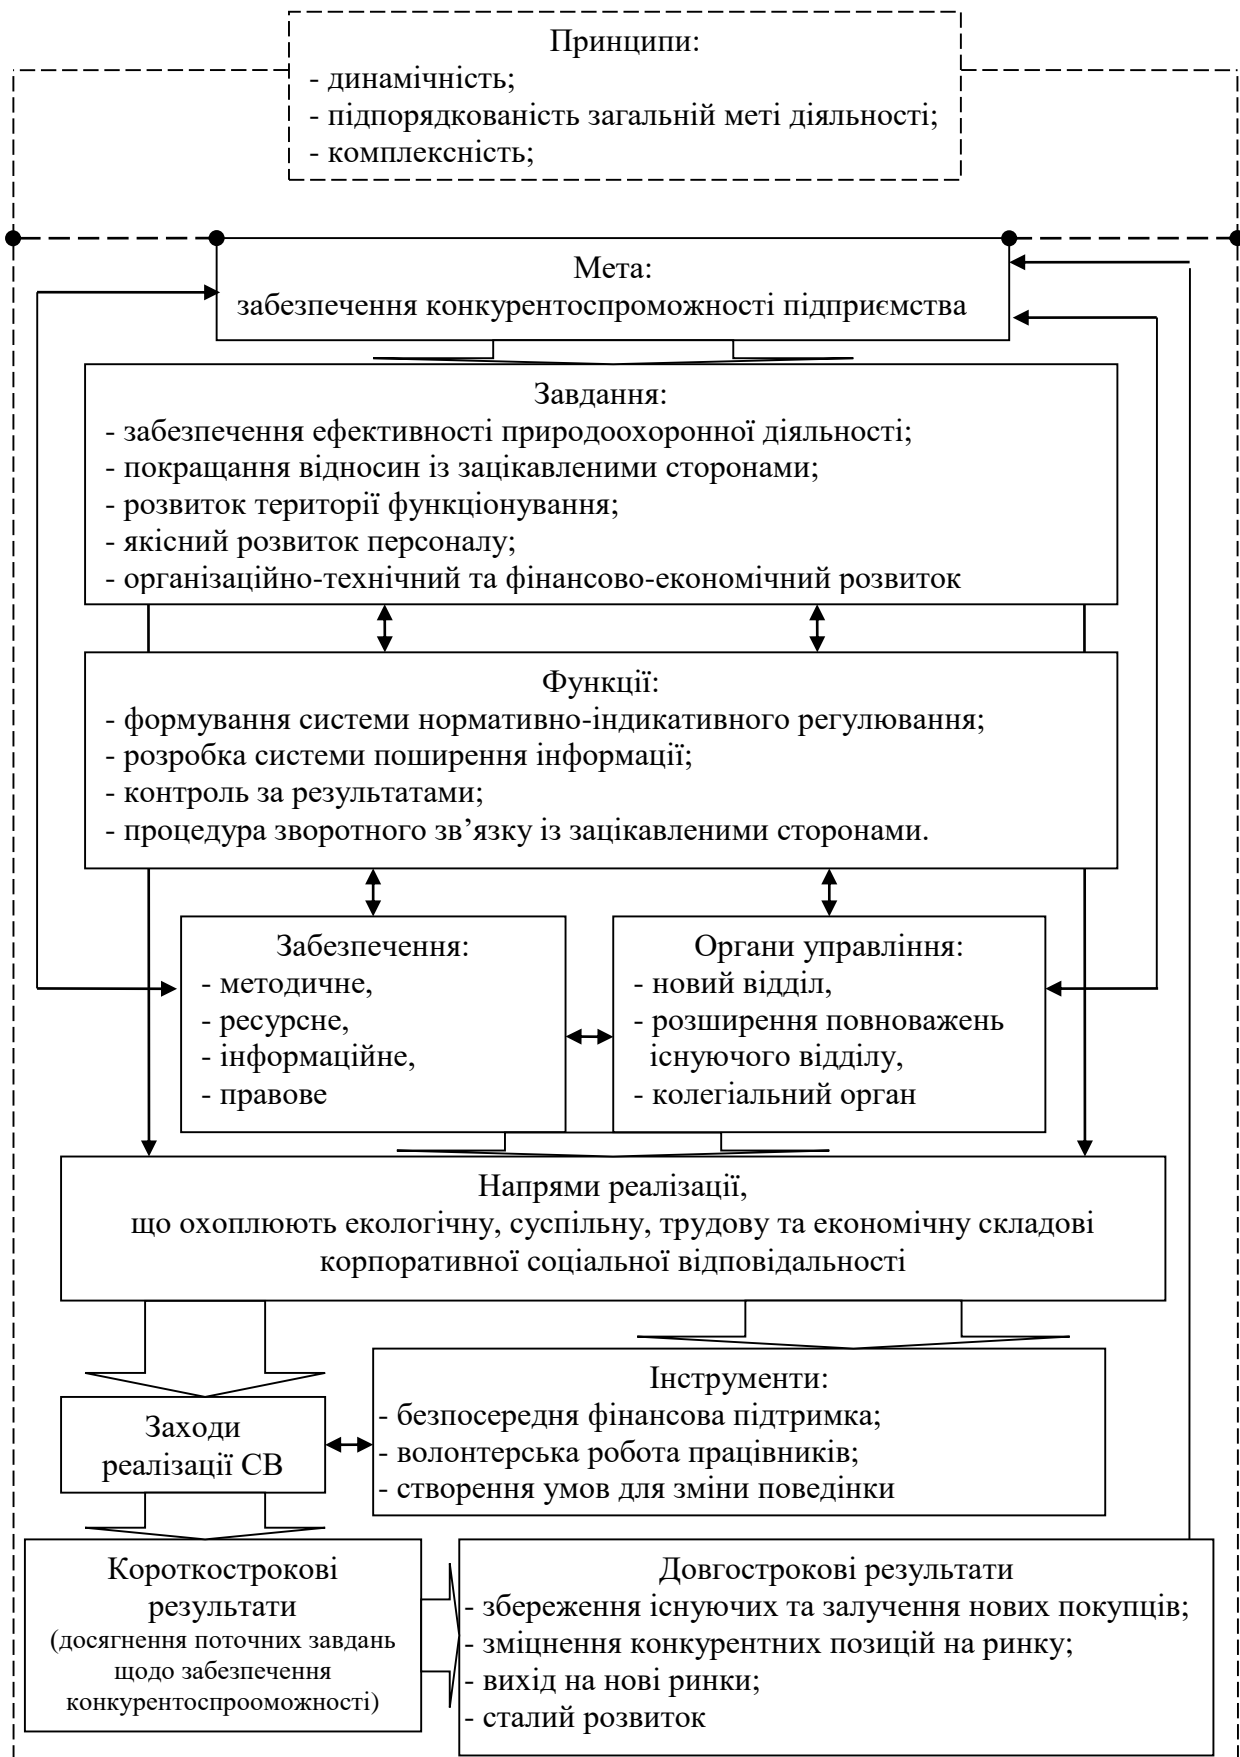 Принципи:
- динамічність;
- підпорядкованість загальній меті діяльності;
- комплексність;
Мета:
забезпечення конкурентоспроможності підприємства
Завдання:
- забезпечення ефективності природоохоронної діяльності;
- покращання відносин із зацікавленими сторонами;
- розвиток території функціонування;
- якісний розвиток персоналу;
- організаційно-технічний та фінансово-економічний розвиток
Функції:
- формування системи нормативно-індикативного регулювання;
- розробка системи поширення інформації;
- контроль за результатами;
- процедура зворотного зв’язку із зацікавленими сторонами.
Забезпечення:
- методичне,
- ресурсне,
- інформаційне,
- правове
Органи управління:
- новий відділ,
- розширення повноважень
існуючого відділу,
- колегіальний орган
Напрями реалізації,
що охоплюють екологічну, суспільну, трудову та економічну складові
корпоративної соціальної відповідальності
Заходи
реалізації СВ
Інструменти:
- безпосередня фінансова підтримка;
- волонтерська робота працівників;
- створення умов для зміни поведінки
Короткострокові
результати
(досягнення поточних завдань
щодо забезпечення
конкурентоспрооможності)
Довгострокові результати
- збереження існуючих та залучення нових покупців;
- зміцнення конкурентних позицій на ринку;
- вихід на нові ринки;
- сталий розвиток